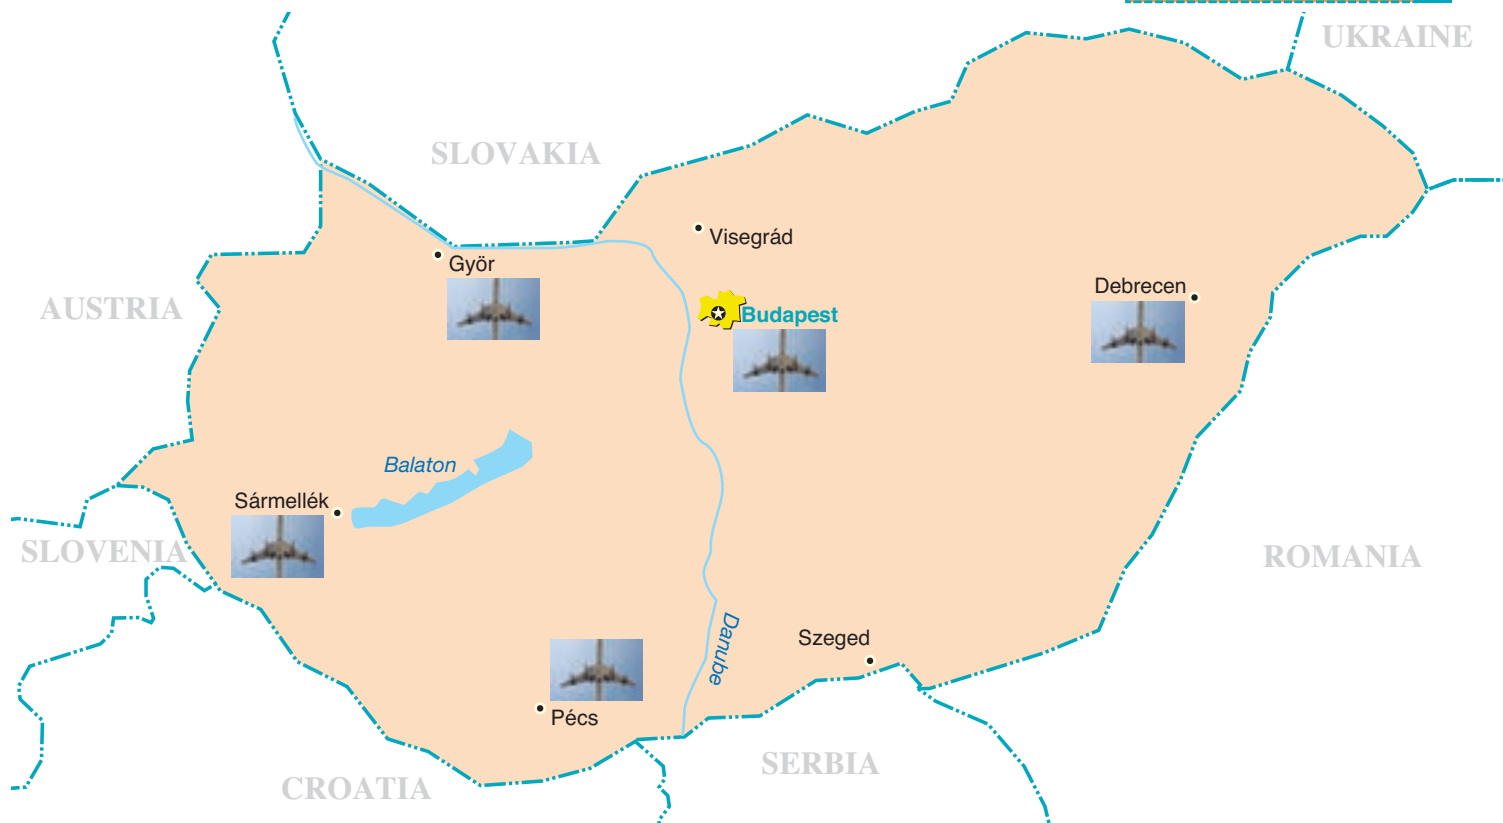 UKRAINE
SLOVAKIA
Visegrád
Györ
Debrecen
AUSTRIA
Budapest
Balaton
Sármellék
SLOVENIA
ROMANIA
Danube
Szeged
Pécs
SERBIA
CROATIA